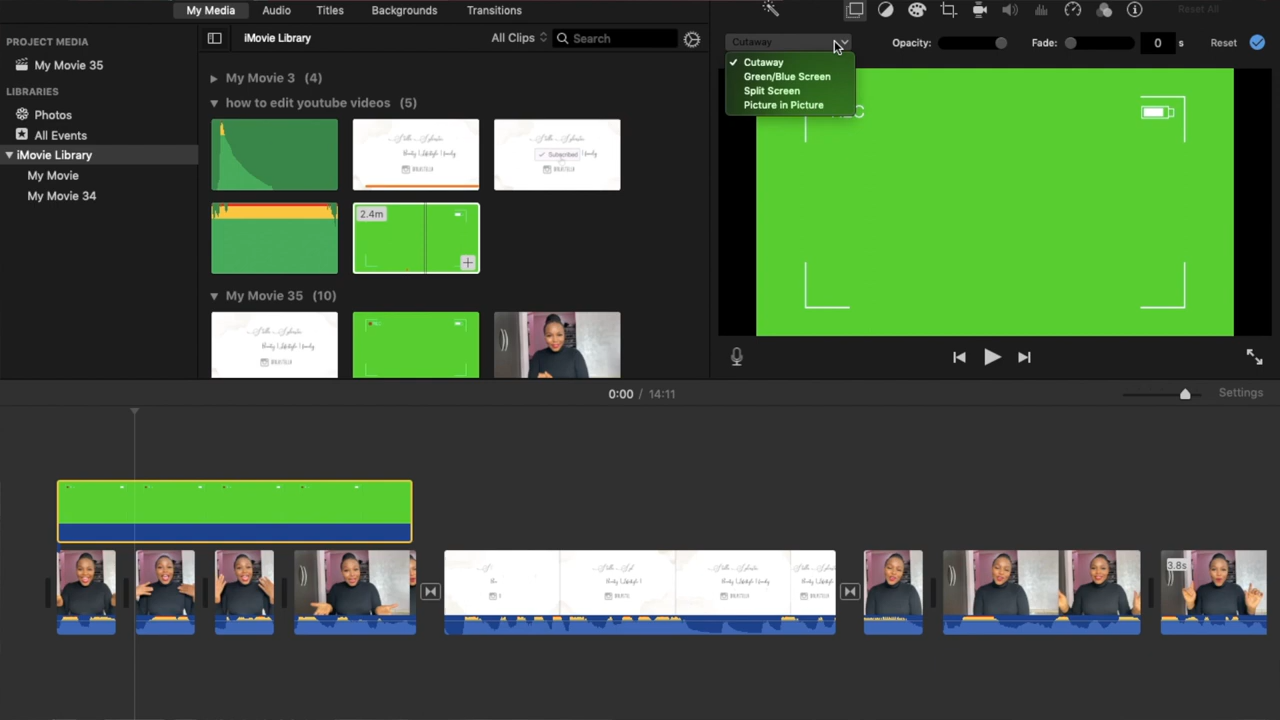 My Media Audio Titles Backgrounds Transitions
Reset All
PROJECT MEDIA
My Movie 35
LIBRARIES
Photos
All Events
iMovie Library
My Movie
My Movie 34
iMovie Library All Clips Search
My Movie 3 (4)
how to edit youtube videos (5)
Subscribed
2.4m
My Movie 35 (10)
Cutaway
Opacity: Fade: 0 s Reset
Cutaway
Green/Blue Screen
Split Screen
Picture in Picture
0:00 / 14:11
Settings
3.8s